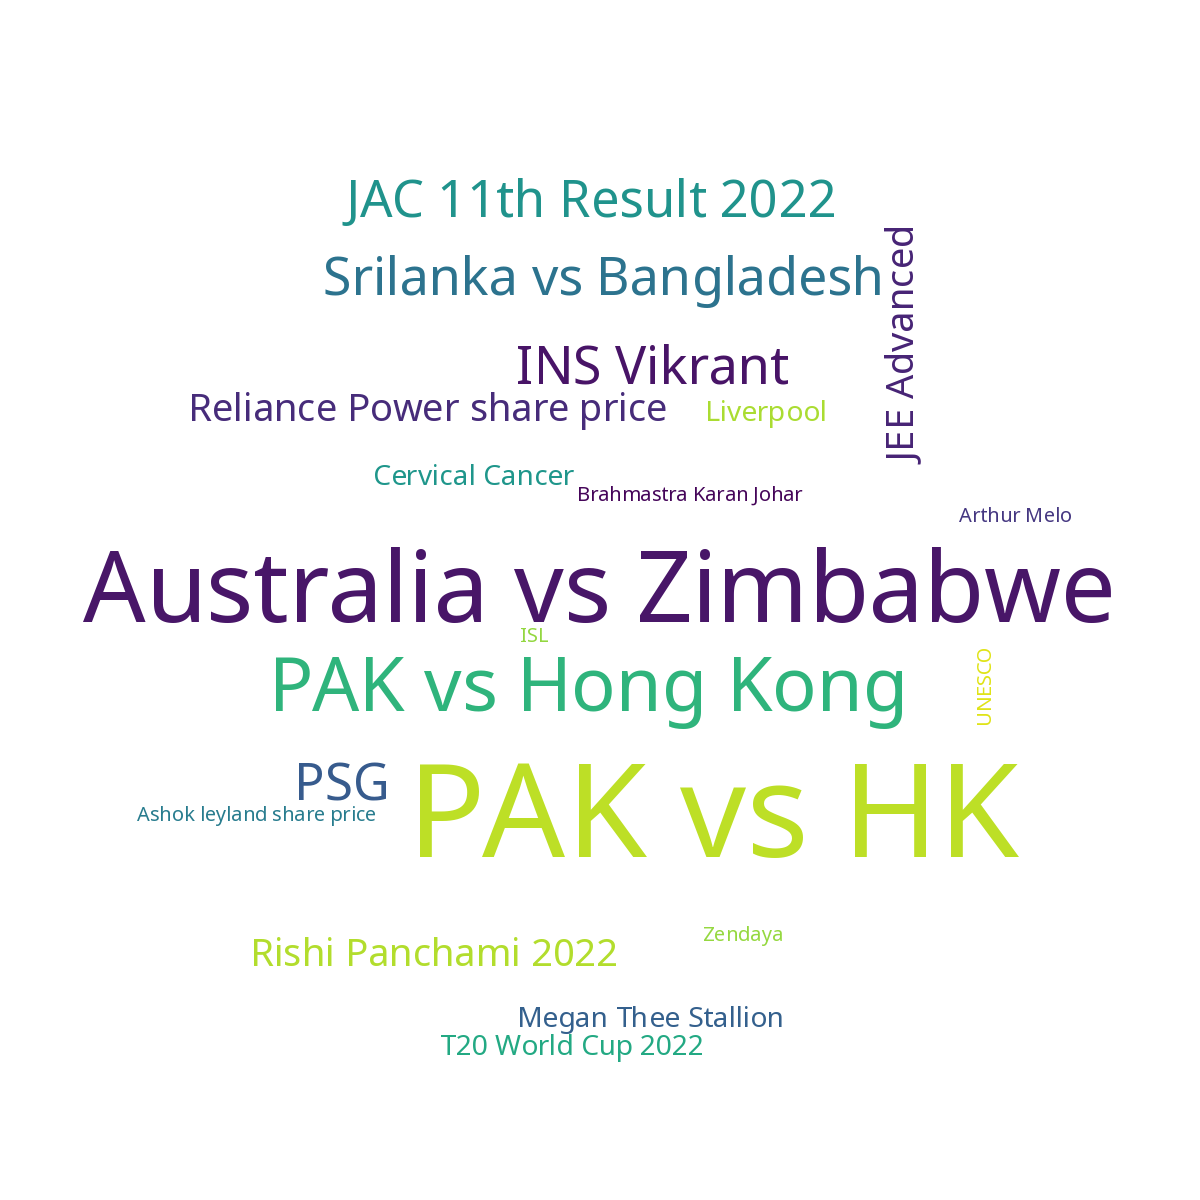 JAC 11th Result 2022
Srilanka vs Bangladesh
JEE Advanced
INS Vikrant
Reliance Power share price
Liverpool
Cervical Cancer
Brahmastra Karan Johar
Arthur Melo
Australia vs Zimbabwe
ISL
PAK vs Hong Kong
UNESCO
PSG
PAK vs HK
Ashok leyland share price
Zendaya
Rishi Panchami 2022
Megan Thee Stallion
T20 World Cup 2022